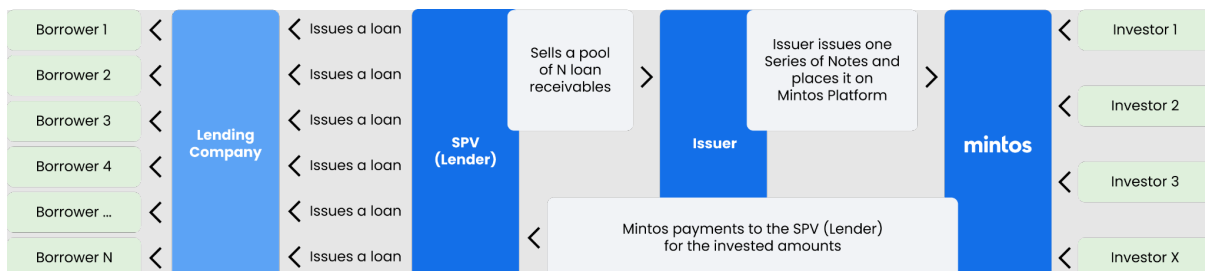 Borrower 1
Borrower 2
Borrower 3
Borrower 4
Borrower ...
Borrower N
Lending
Company
Issues a loan
Issues a loan
Issues a loan
Issues a loan
Issues a loan
Issues a loan
SPV
(Lender)
Sells a pool
of N loan
receivables
Issuer
Issuer issues one
Series of Notes and
places it on
Mintos Platform
Mintos payments to the SPV (Lender)
for the invested amounts
mintos
Investor 1
Investor 2
Investor 3
Investor X